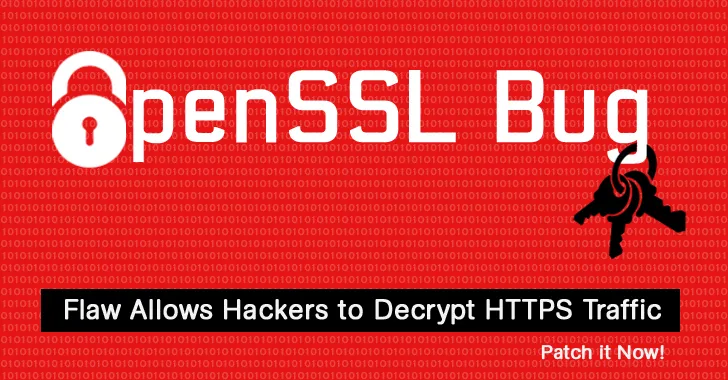 OpenSSL Bug
Flaw Allows Hackers to Decrypt HTTPS Traffic
Patch it Now!